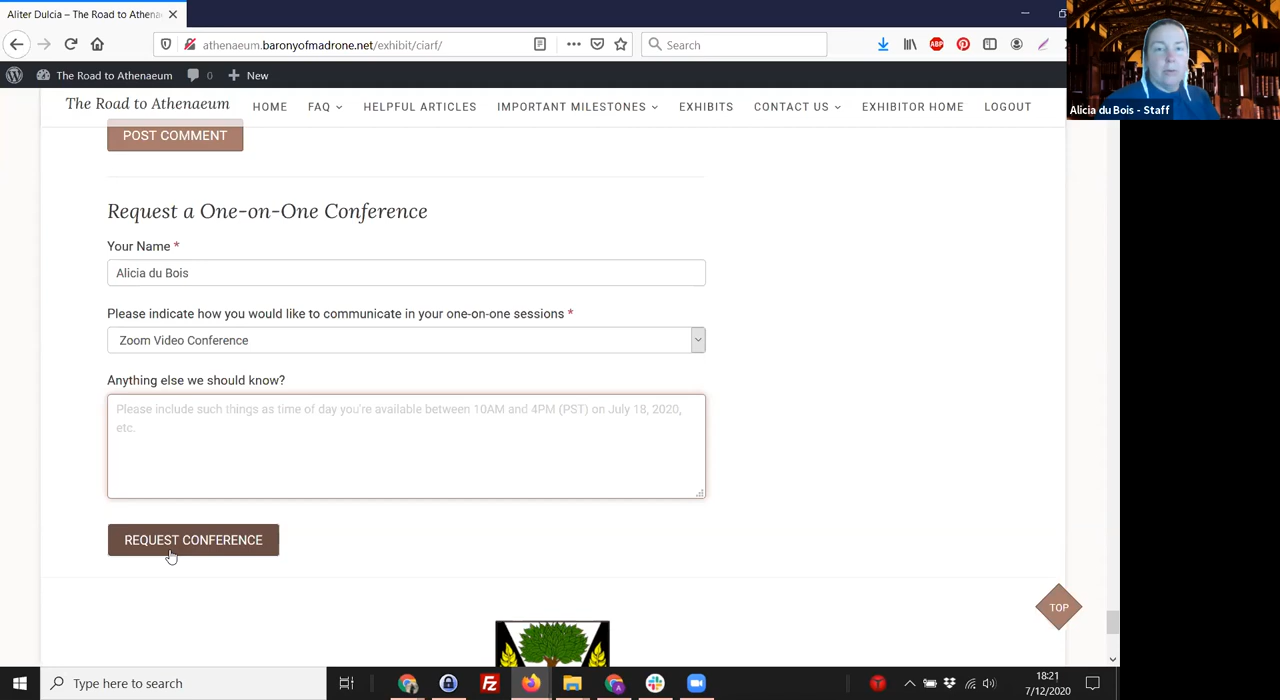 Aliter Dulcia – The Road to Athena
athenaeum.baronyofmadrone.net/exhibit/ciarf/
Search
ABP
The Road to Athenaeum
0
New
Alicia du Bois - Staff
The Road to Athenaeum
HOME
FAQ
HELPFUL ARTICLES
IMPORTANT MILESTONES
EXHIBITS
CONTACT US
EXHIBITOR HOME
LOGOUT
POST COMMENT
Request a One-on-One Conference
Your Name *
Alicia du Bois
Please indicate how you would like to communicate in your one-on-one sessions *
Zoom Video Conference
Anything else we should know?
Please include such things as time of day you're available between 10AM and 4PM (PST) on July 18, 2020,
etc.
REQUEST CONFERENCE
TOP
Type here to search
18:21
7/12/2020